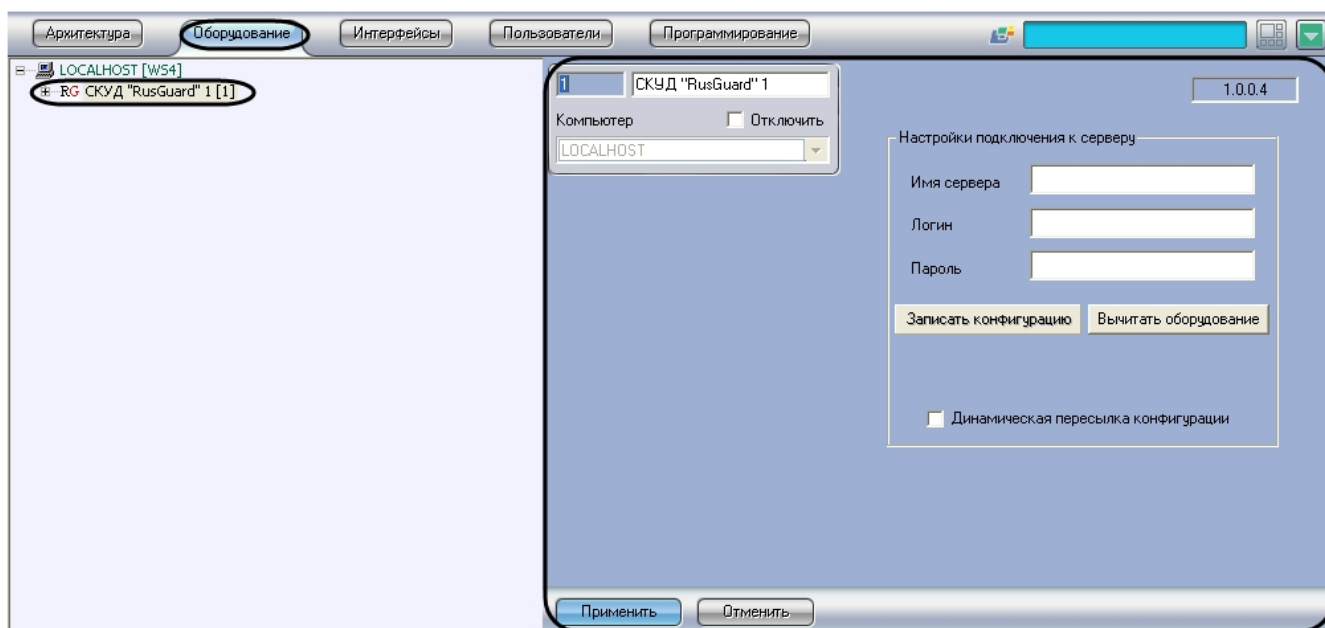 Архитектура Оборудование Интерфейсы Пользователи Программирование
LOCALHOST [WS4]
RG СКУД "RusGuard" 1 [1]
1 СКУД "RusGuard" 1
1.0.0.4
Компьютер Отключить
LOCALHOST
Настройки подключения к серверу
Имя сервера
Логин
Пароль
Записать конфигурацию Вычитать оборудование
Динамическая пересылка конфигурации
Применить Отменить